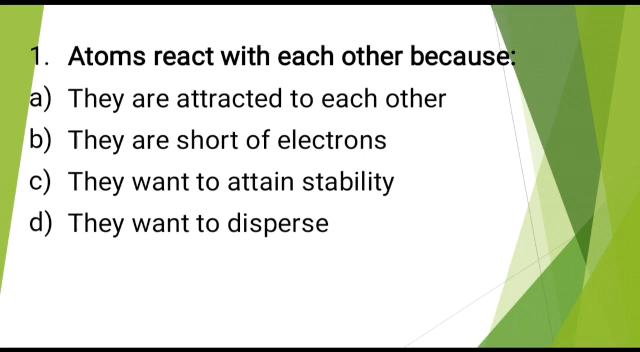 1. Atoms react with each other because:
a) They are attracted to each other
b) They are short of electrons
c) They want to attain stability
d) They want to disperse